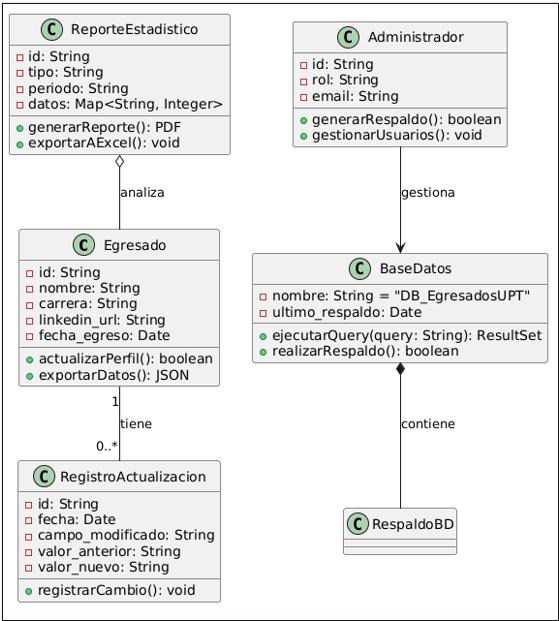 C ReporteEstadistico
id: String
tipo: String
periodo: String
datos: Map<String, Integer>
generarReporte(): PDF
exportarAExcel(): void
analiza
C Egresado
id: String
nombre: String
carrera: String
linkedin_url: String
fecha_egreso: Date
actualizarPerfil(): boolean
exportarDatos(): JSON
1
tiene
0..*
C RegistroActualizacion
id: String
fecha: Date
campo_modificado: String
valor_anterior: String
valor_nuevo: String
registrarCambio(): void
C Administrador
id: String
rol: String
email: String
generarRespaldo(): boolean
gestionarUsuarios(): void
gestiona
C BaseDatos
nombre: String = "DB_EgresadosUPT"
ultimo_respaldo: Date
ejecutarQuery(query: String): ResultSet
realizarRespaldo(): boolean
contiene
C RespaldoBD